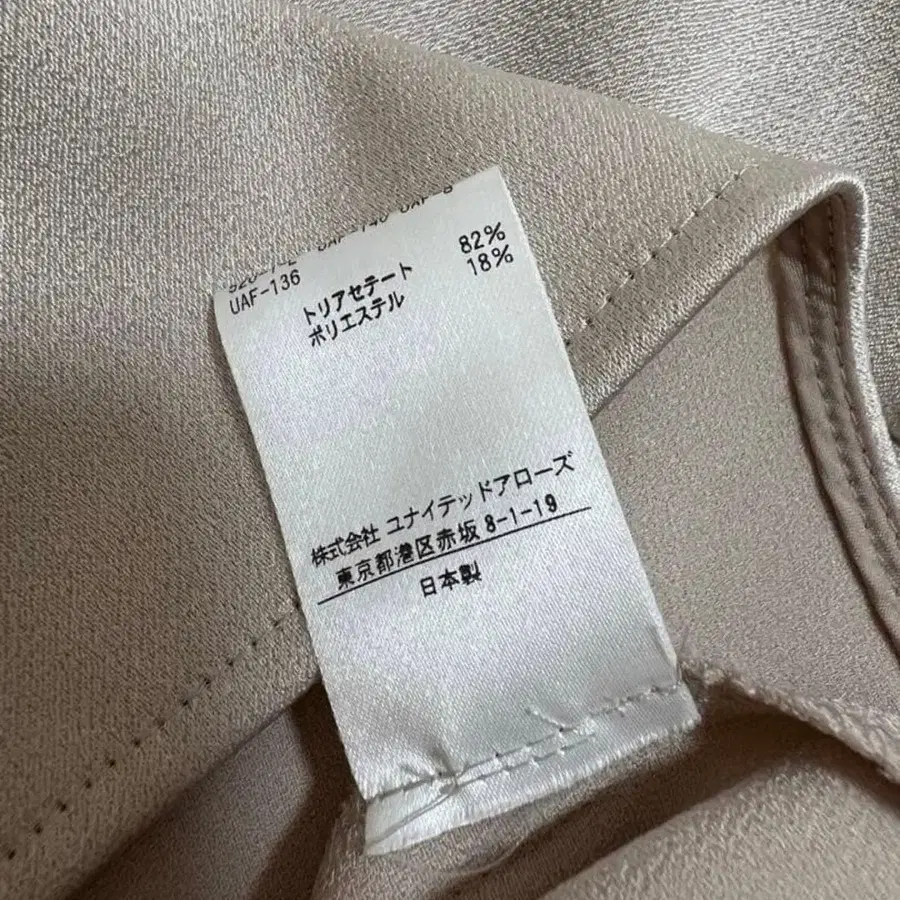 UAF-136
トリアセテート 82%
ポリエステル 18%
株式会社 ユナイテッドアローズ
東京都港区赤坂 8-1-19
日本製